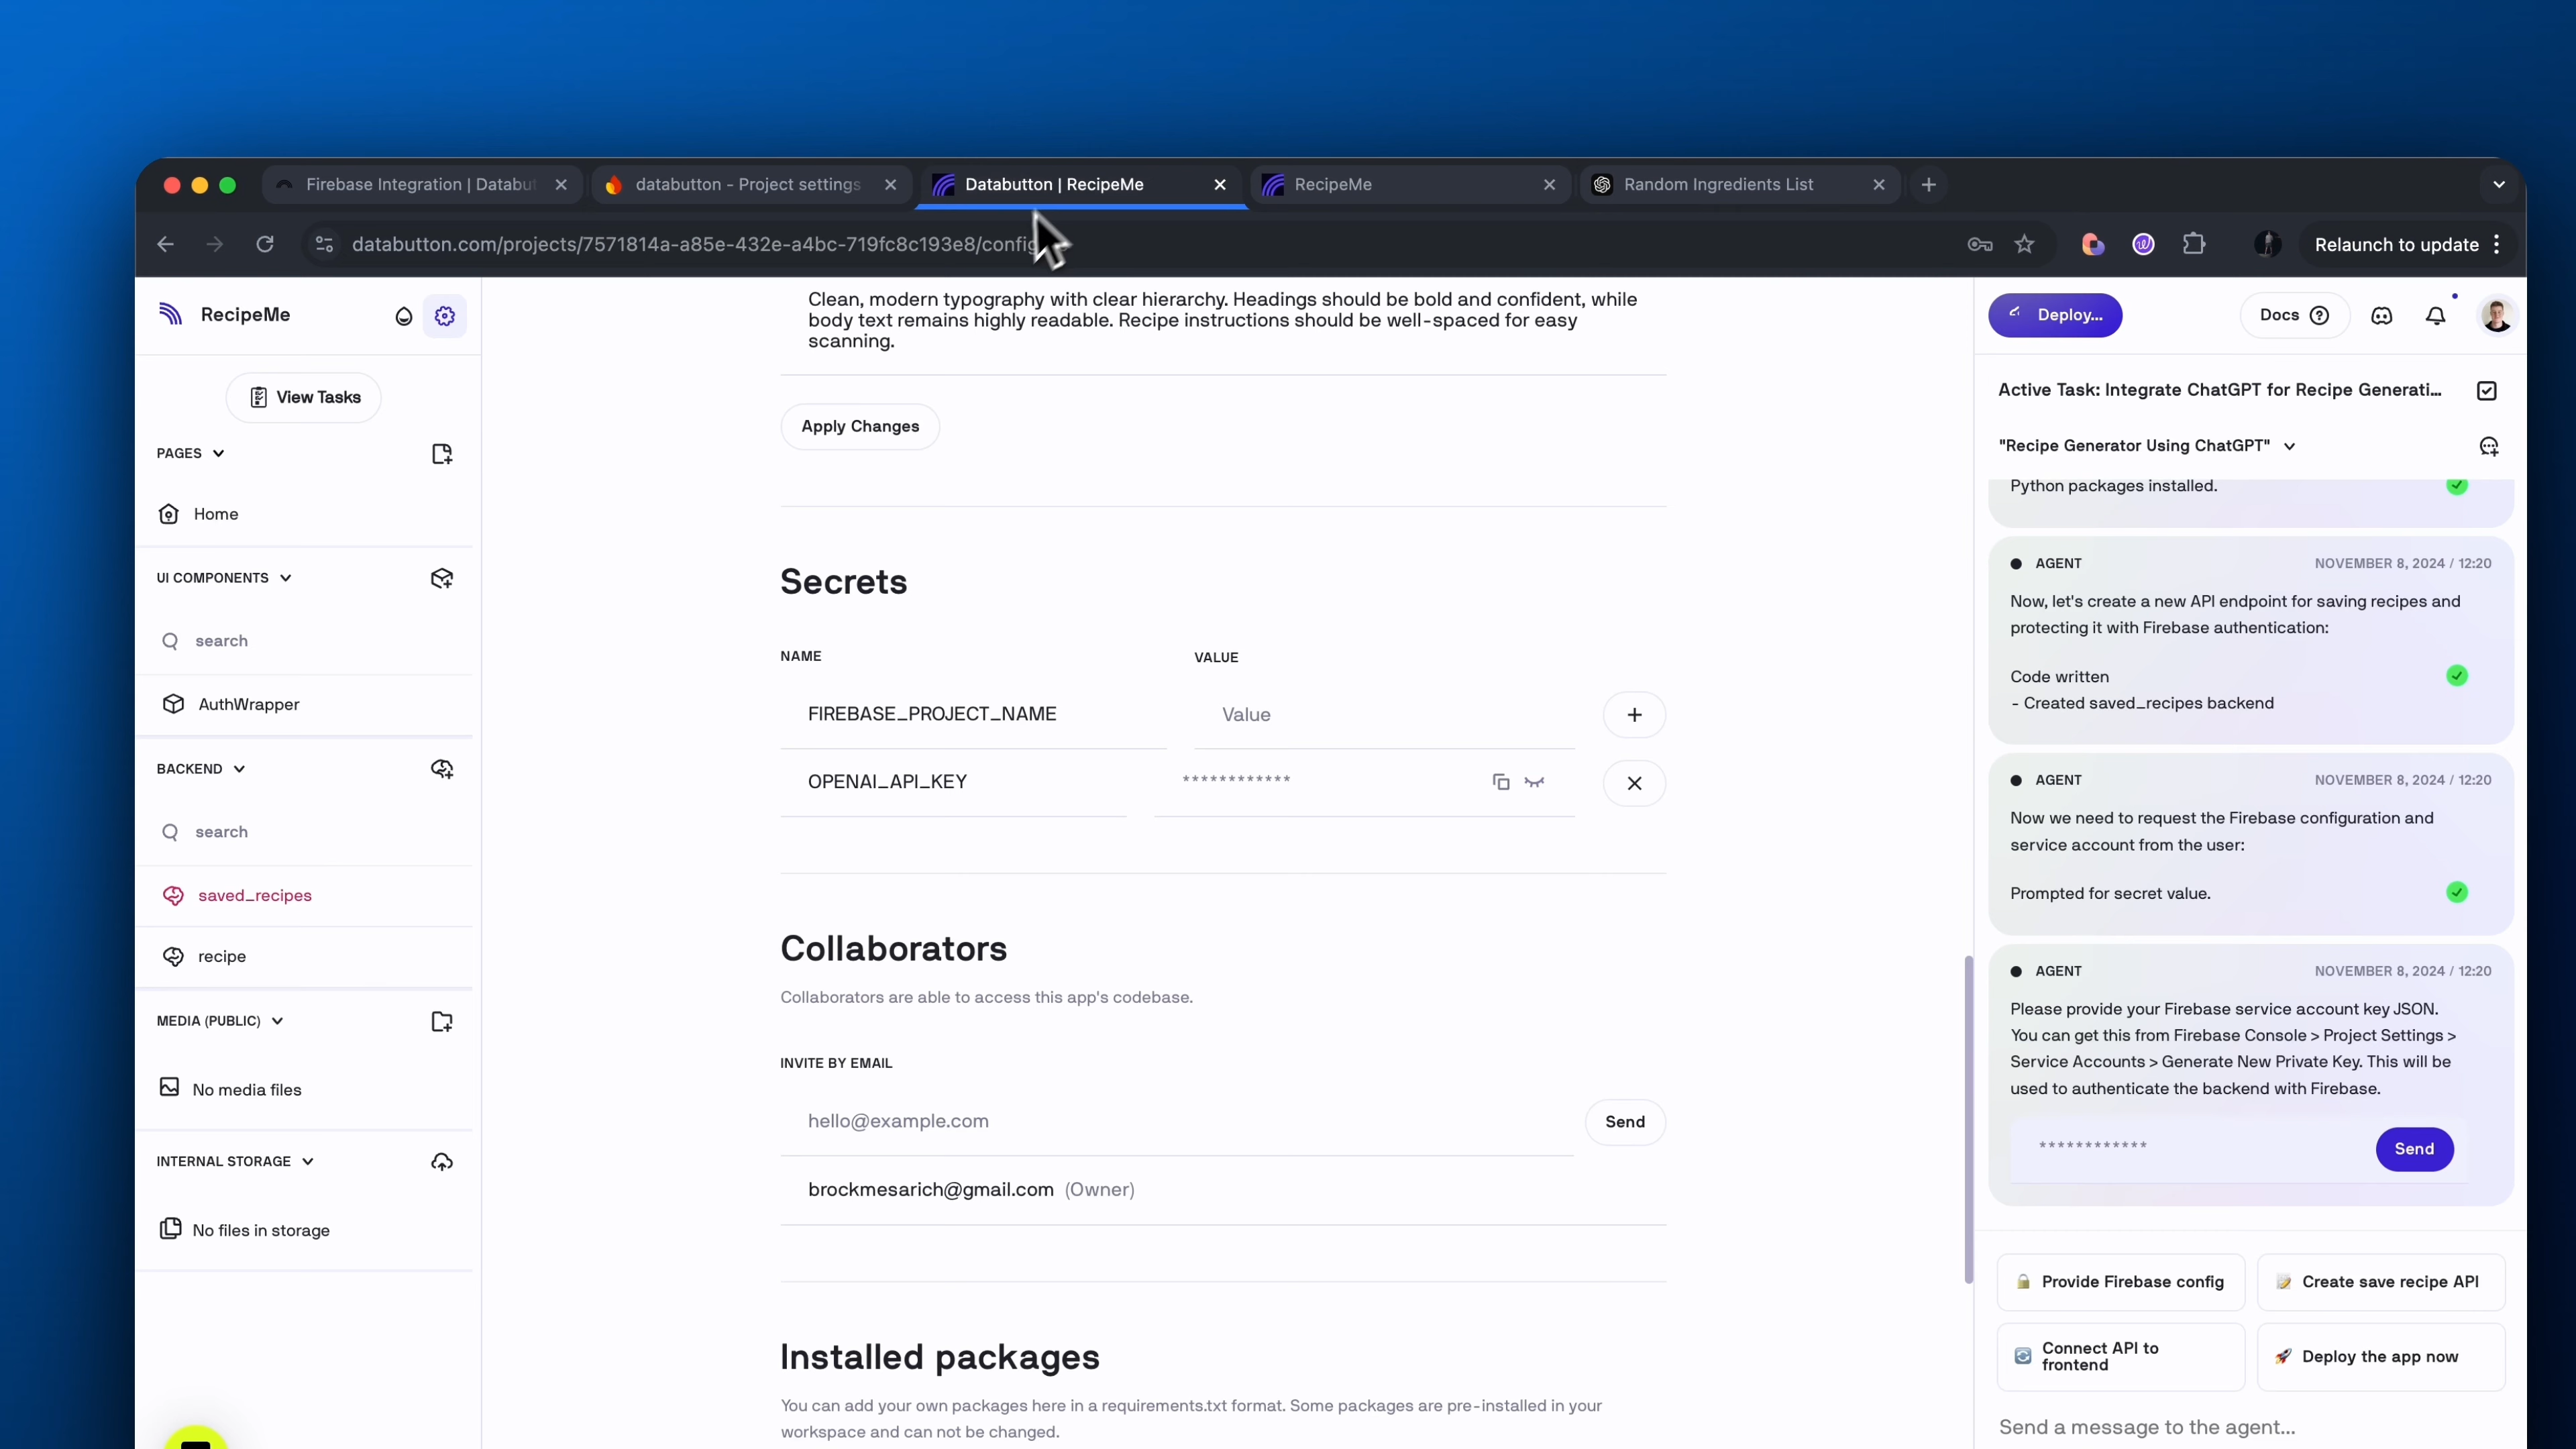 Firebase Integration | Databut
databutton - Project settings
Databutton | RecipeMe
RecipeMe
Random Ingredients List
databutton.com/projects/7571814a-a85e-432e-a4bc-719fc8c193e8/config
Relaunch to update
RecipeMe
View Tasks
PAGES
Home
UI COMPONENTS
search
AuthWrapper
BACKEND
search
saved_recipes
recipe
MEDIA (PUBLIC)
No media files
INTERNAL STORAGE
No files in storage
Clean, modern typography with clear hierarchy. Headings should be bold and confident, while
body text remains highly readable. Recipe instructions should be well-spaced for easy
scanning.
Apply Changes
Secrets
NAME
VALUE
FIREBASE_PROJECT_NAME
Value
OPENAI_API_KEY
************
Collaborators
Collaborators are able to access this app's codebase.
INVITE BY EMAIL
hello@example.com
Send
brockmesarich@gmail.com (Owner)
Installed packages
You can add your own packages here in a requirements.txt format. Some packages are pre-installed in your
workspace and can not be changed.
Deploy...
Docs
Active Task: Integrate ChatGPT for Recipe Generati...
"Recipe Generator Using ChatGPT"
Python packages installed.
AGENT
NOVEMBER 8, 2024 / 12:20
Now, let's create a new API endpoint for saving recipes and
protecting it with Firebase authentication:
Code written
- Created saved_recipes backend
AGENT
NOVEMBER 8, 2024 / 12:20
Now we need to request the Firebase configuration and
service account from the user:
Prompted for secret value.
AGENT
NOVEMBER 8, 2024 / 12:20
Please provide your Firebase service account key JSON.
You can get this from Firebase Console > Project Settings >
Service Accounts > Generate New Private Key. This will be
used to authenticate the backend with Firebase.
************
Send
Provide Firebase config
Create save recipe API
Connect API to
frontend
Deploy the app now
Send a message to the agent...